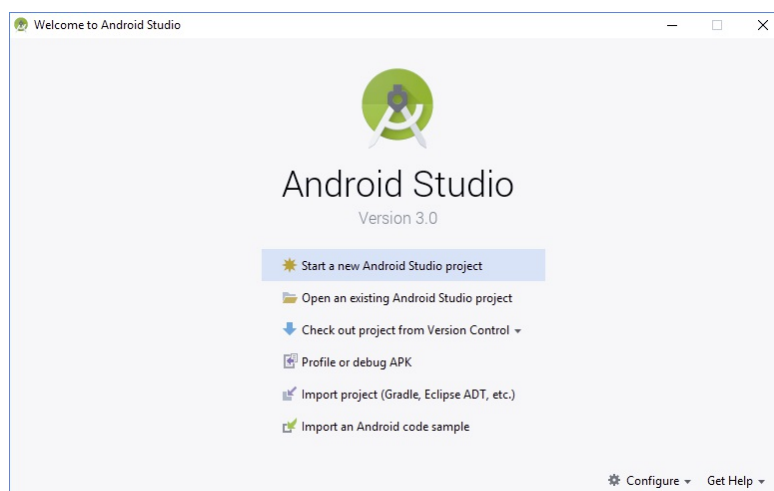 Welcome to Android Studio
Android Studio
Version 3.0
Start a new Android Studio project
Open an existing Android Studio project
Check out project from Version Control
Profile or debug APK
Import project (Gradle, Eclipse ADT, etc.)
Import an Android code sample
Configure Get Help